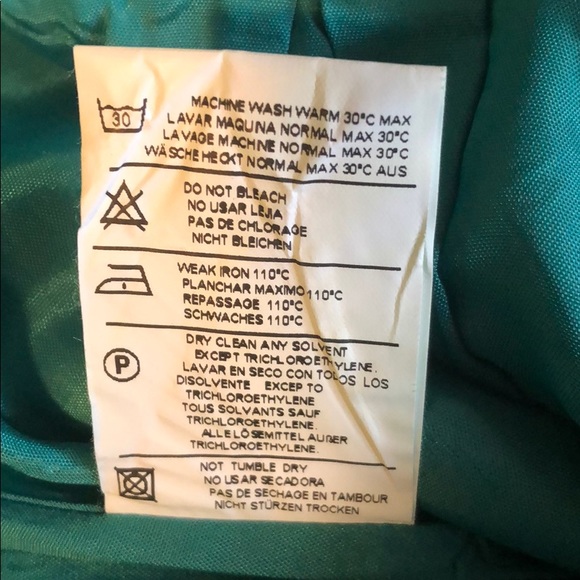 30
MACHINE WASH WARM 30°C MAX
LAVAR MAQUINA NORMAL MAX 30°C
LAVAGE MACHINE NORMAL MAX 30°C
WÄSCHE HECKT NORMAL MAX 30°C AUS
DO NOT BLEACH
NO USAR LEJIA
PAS DE CHLORAGE
NICHT BLEICHEN
WEAK IRON 110°C
PLANCHAR MAXIMO 110°C
REPASSAGE 110°C
SCHWACHES 110°C
P
DRY CLEAN ANY SOLVENT
EXCEPT TRICHLOROETHYLENE.
LAVAR EN SECO CON TODOS LOS
DISOLVENTE EXCEPTO
TRICHLOROETHYLENE
TOUS SOLVANTS SAUF
TRICHLOROETHYLENE.
ALLE LÖSEMITTEL AUßER
TRICHLOROETHYLENE.
NOT TUMBLE DRY
NO USAR SECADORA
PAS DE SECHAGE EN TAMBOUR
NICHT STÜRZEN TROCKEN